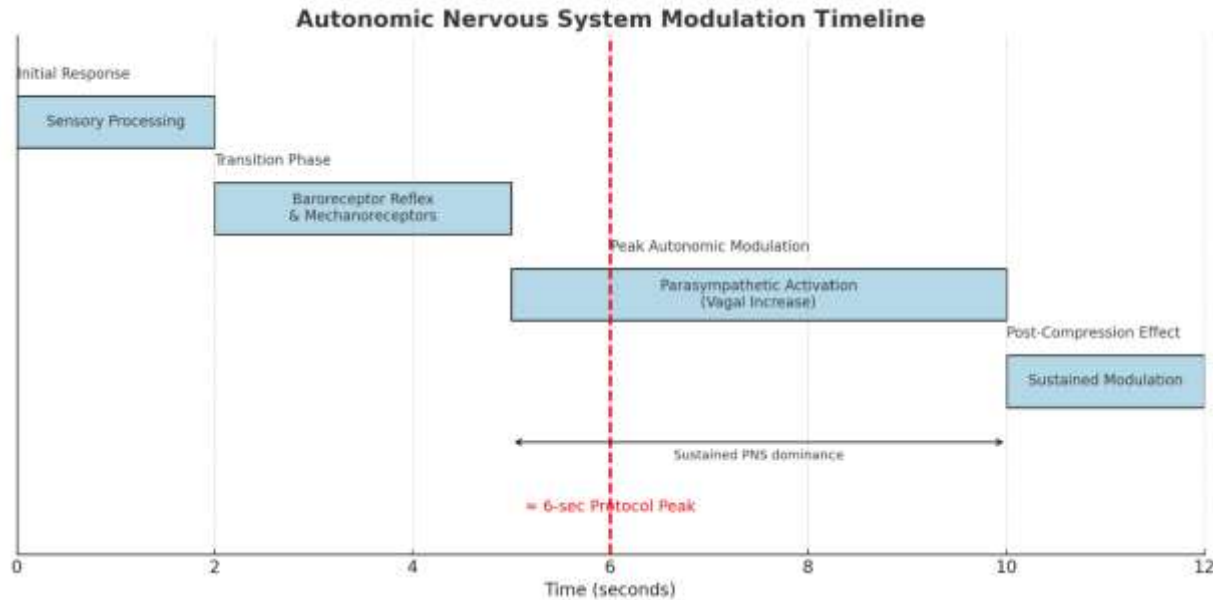 Autonomic Nervous System Modulation Timeline
Initial Response
Sensory Processing
Transition Phase
Baroreceptor Reflex
& Mechanoreceptors
Peak Autonomic Modulation
Parasympathetic Activation
(Vagal Increase)
Post-Compression Effect
Sustained Modulation
Sustained PNS dominance
≈ 6-sec Protocol Peak
0 2 4 6 8 10 12
Time (seconds)